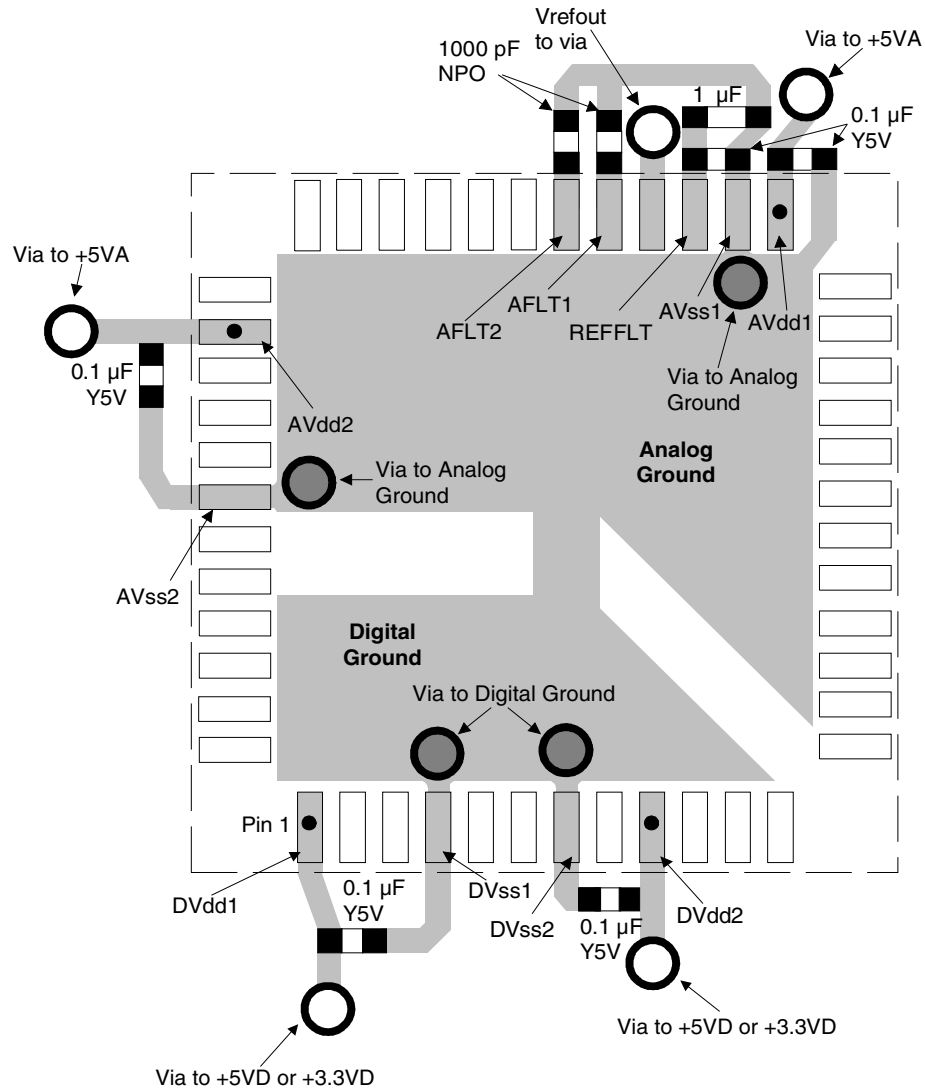 Vrefout
to via
Via to +5VA
1000 pF
NPO
1 µF
0.1 µF
Y5V
Via to +5VA
AFLT2
AFLT1
REFFLT
AVss1
AVdd1
0.1 µF
Y5V
Via to Analog
Ground
AVdd2
Analog
Ground
Via to Analog
Ground
AVss2
Digital
Ground
Via to Digital Ground
Pin 1
DVdd1
0.1 µF
Y5V
DVss1
DVss2
0.1 µF
Y5V
DVdd2
Via to +5VD or +3.3VD
Via to +5VD or +3.3VD